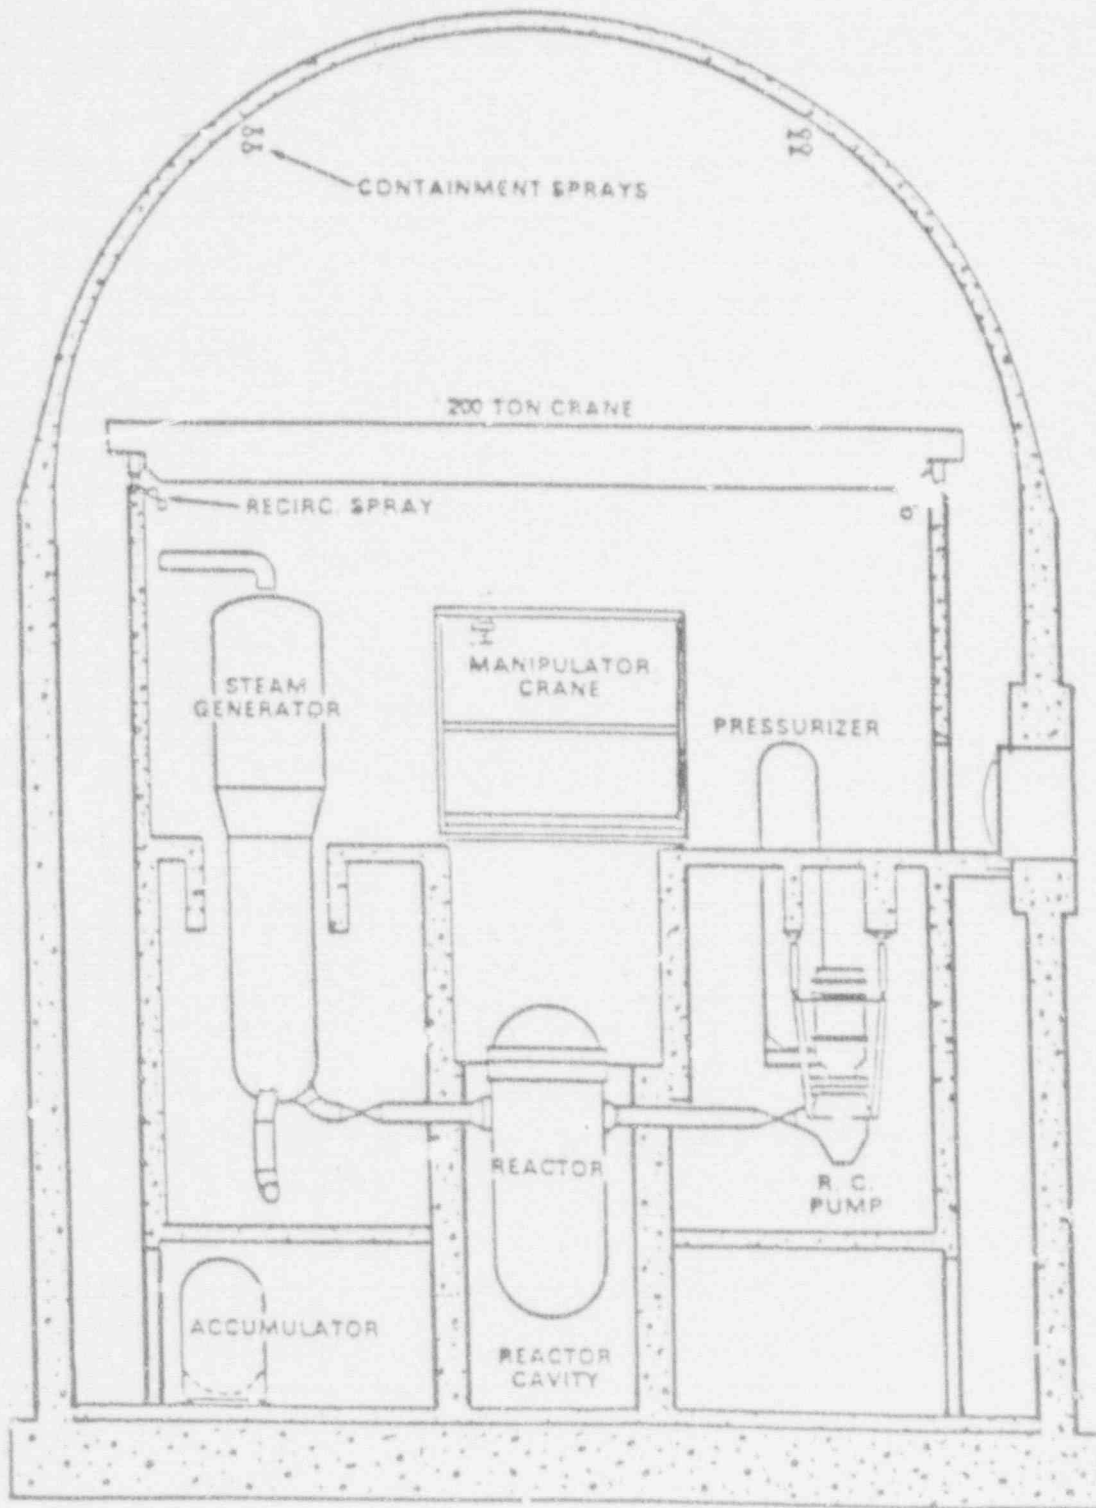 CONTAINMENT SPRAYS
200 TON CRANE
RECIRC. SPRAY
MANIPULATOR
CRANE
STEAM
GENERATOR
PRESSURIZER
REACTOR
R. C.
PUMP
ACCUMULATOR
REACTOR
CAVITY